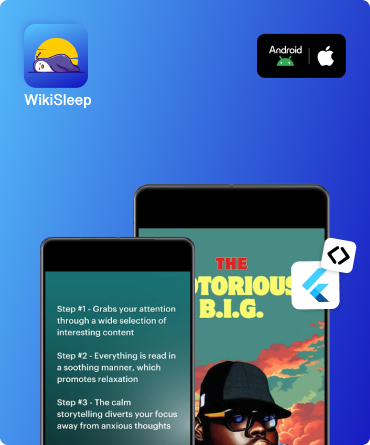 Android
WikiSleep
THE
TORIOUS
B.I.G.
Step #1 - Grabs your attention
through a wide selection of
interesting content
Step #2 - Everything is read in
a soothing manner, which
promotes relaxation
Step #3 - The calm
storytelling diverts your focus
away from anxious thoughts